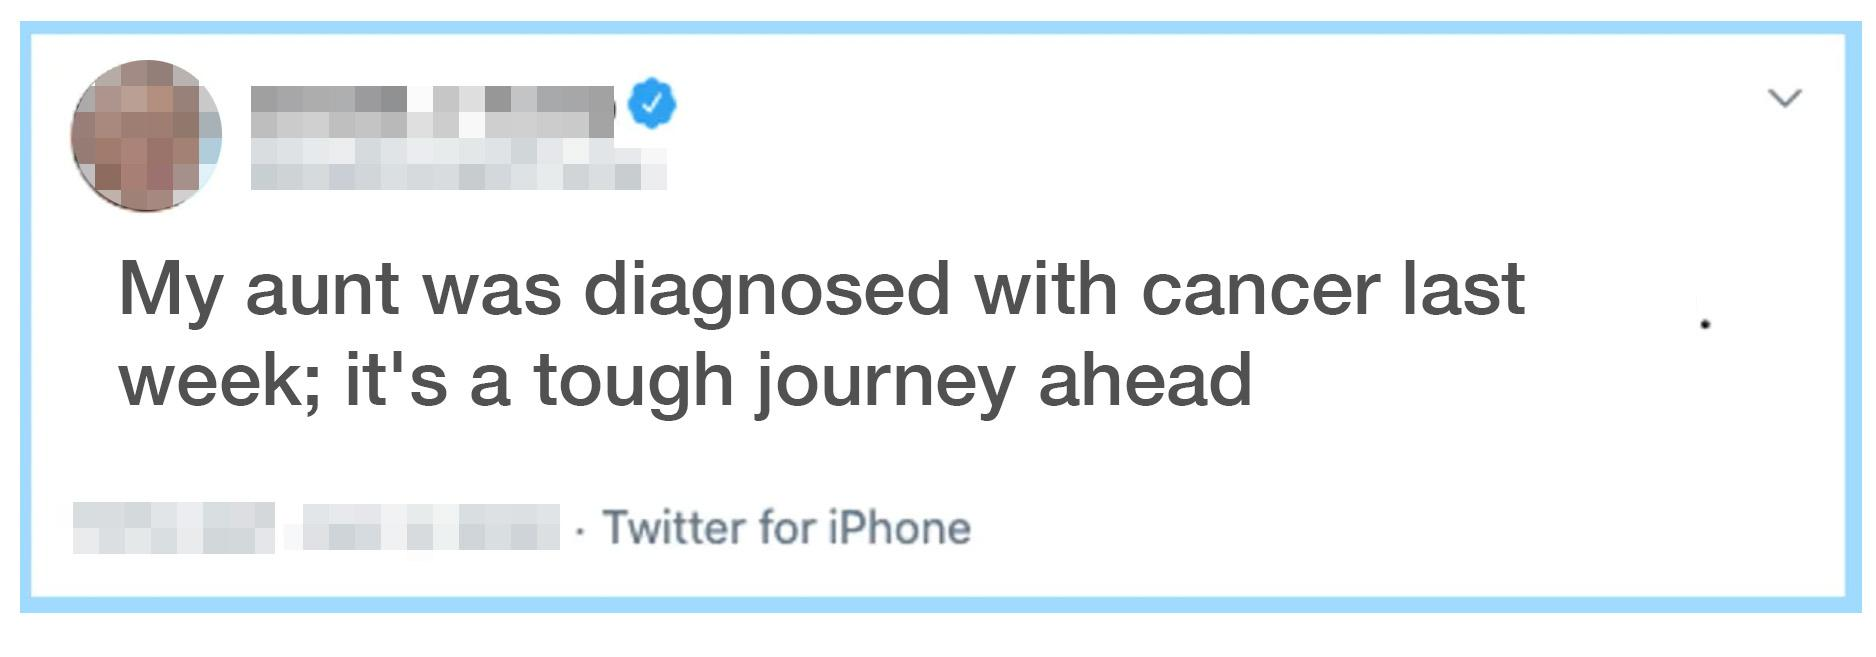 My aunt was diagnosed with cancer last
week; it's a tough journey ahead
· Twitter for iPhone